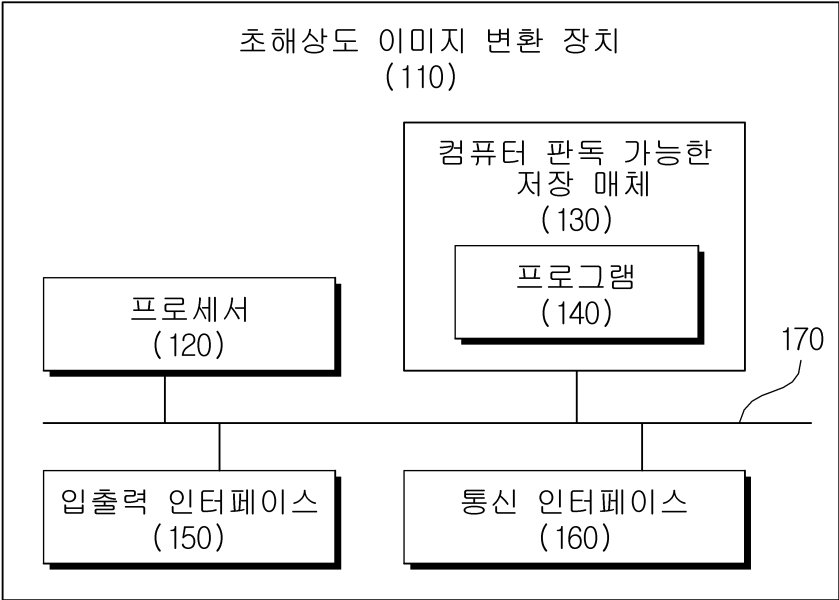 초해상도 이미지 변환 장치
(110)
컴퓨터 판독 가능한
저장 매체
(130)
프로그램
(140)
프로세서
(120)
170
입출력 인터페이스
(150)
통신 인터페이스
(160)